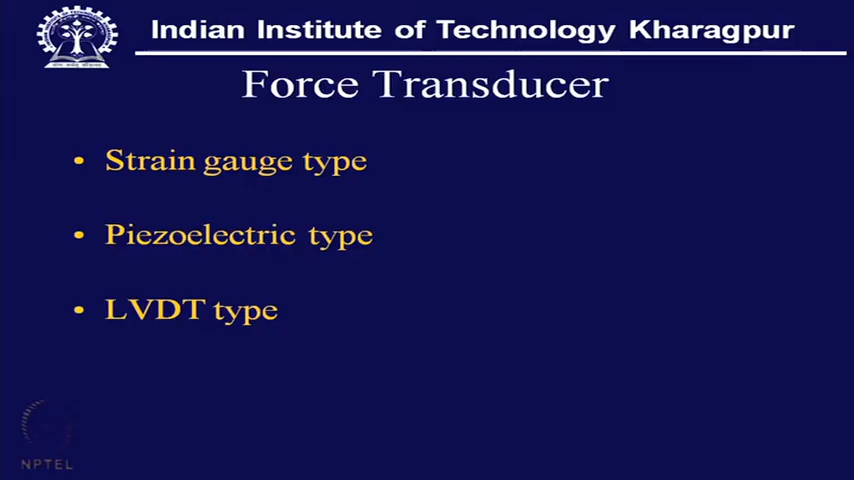 Indian Institute of Technology Kharagpur
Force Transducer
• Strain gauge type
• Piezoelectric type
• LVDT type
NPTEL